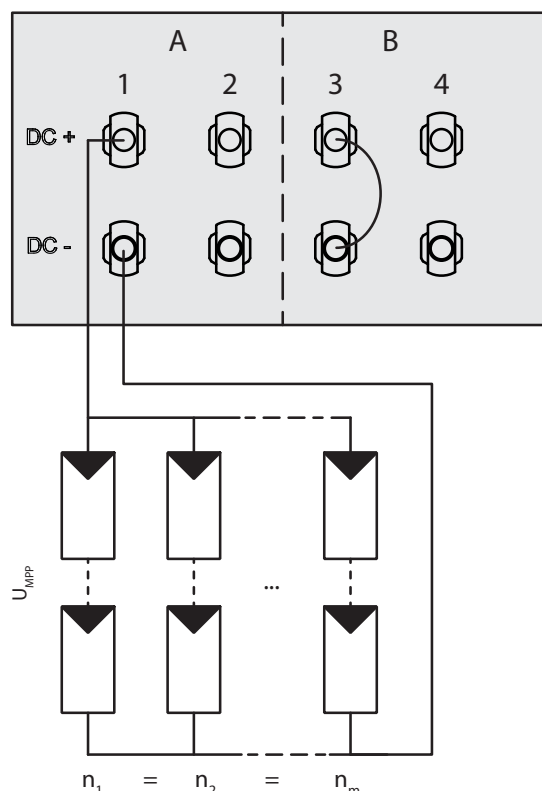 A B
1 2 3 4
DC +
DC -
U_MPP
...
n₁ = n₂ = nₘ